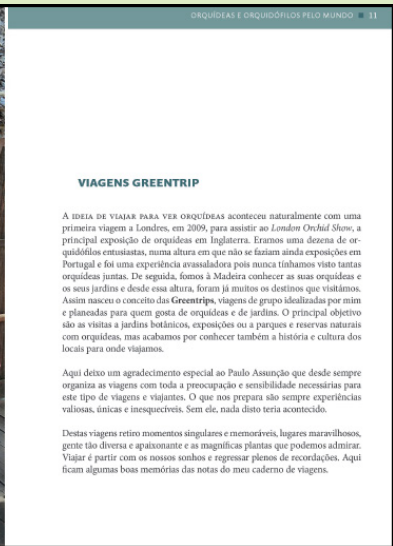 ORQUÍDEAS E ORQUIDÓFILOS PELO MUNDO ■ 11
VIAGENS GREENTRIP
A IDEIA DE VIAJAR PARA VER ORQUÍDEAS aconteceu naturalmente com uma
primeira viagem a Londres, em 2009, para assistir ao London Orchid Show, a
principal exposição de orquídeas em Inglaterra. Eramos uma dezena de or-
quidófilos entusiastas, numa altura em que não se faziam ainda exposições em
Portugal e foi uma experiência avassaladora pois nunca tínhamos visto tantas
orquídeas juntas. De seguida, fomos à Madeira conhecer as suas orquídeas e
os seus jardins e desde essa altura, foram já muitos os destinos que visitámos.
Assim nasceu o conceito das Greentrips, viagens de grupo idealizadas por mim
e planeadas para quem gosta de orquídeas e de jardins. O principal objetivo
são as visitas a jardins botânicos, exposições ou a parques e reservas naturais
com orquídeas, mas acabamos por conhecer também a história e cultura dos
locais para onde viajamos.
Aqui deixo um agradecimento especial ao Paulo Assunção que desde sempre
organiza as viagens com toda a preocupação e sensibilidade necessárias para
este tipo de viagens e viajantes. O que nos prepara são sempre experiências
valiosas, únicas e inesquecíveis. Sem ele, nada disto teria acontecido.
Destas viagens retiro momentos singulares e memoráveis, lugares maravilhosos,
gente tão diversa e apaixonante e as magníficas plantas que podemos admirar.
Viajar é partir com os nossos sonhos e regressar plenos de recordações. Aqui
ficam algumas boas memórias das notas do meu caderno de viagens.